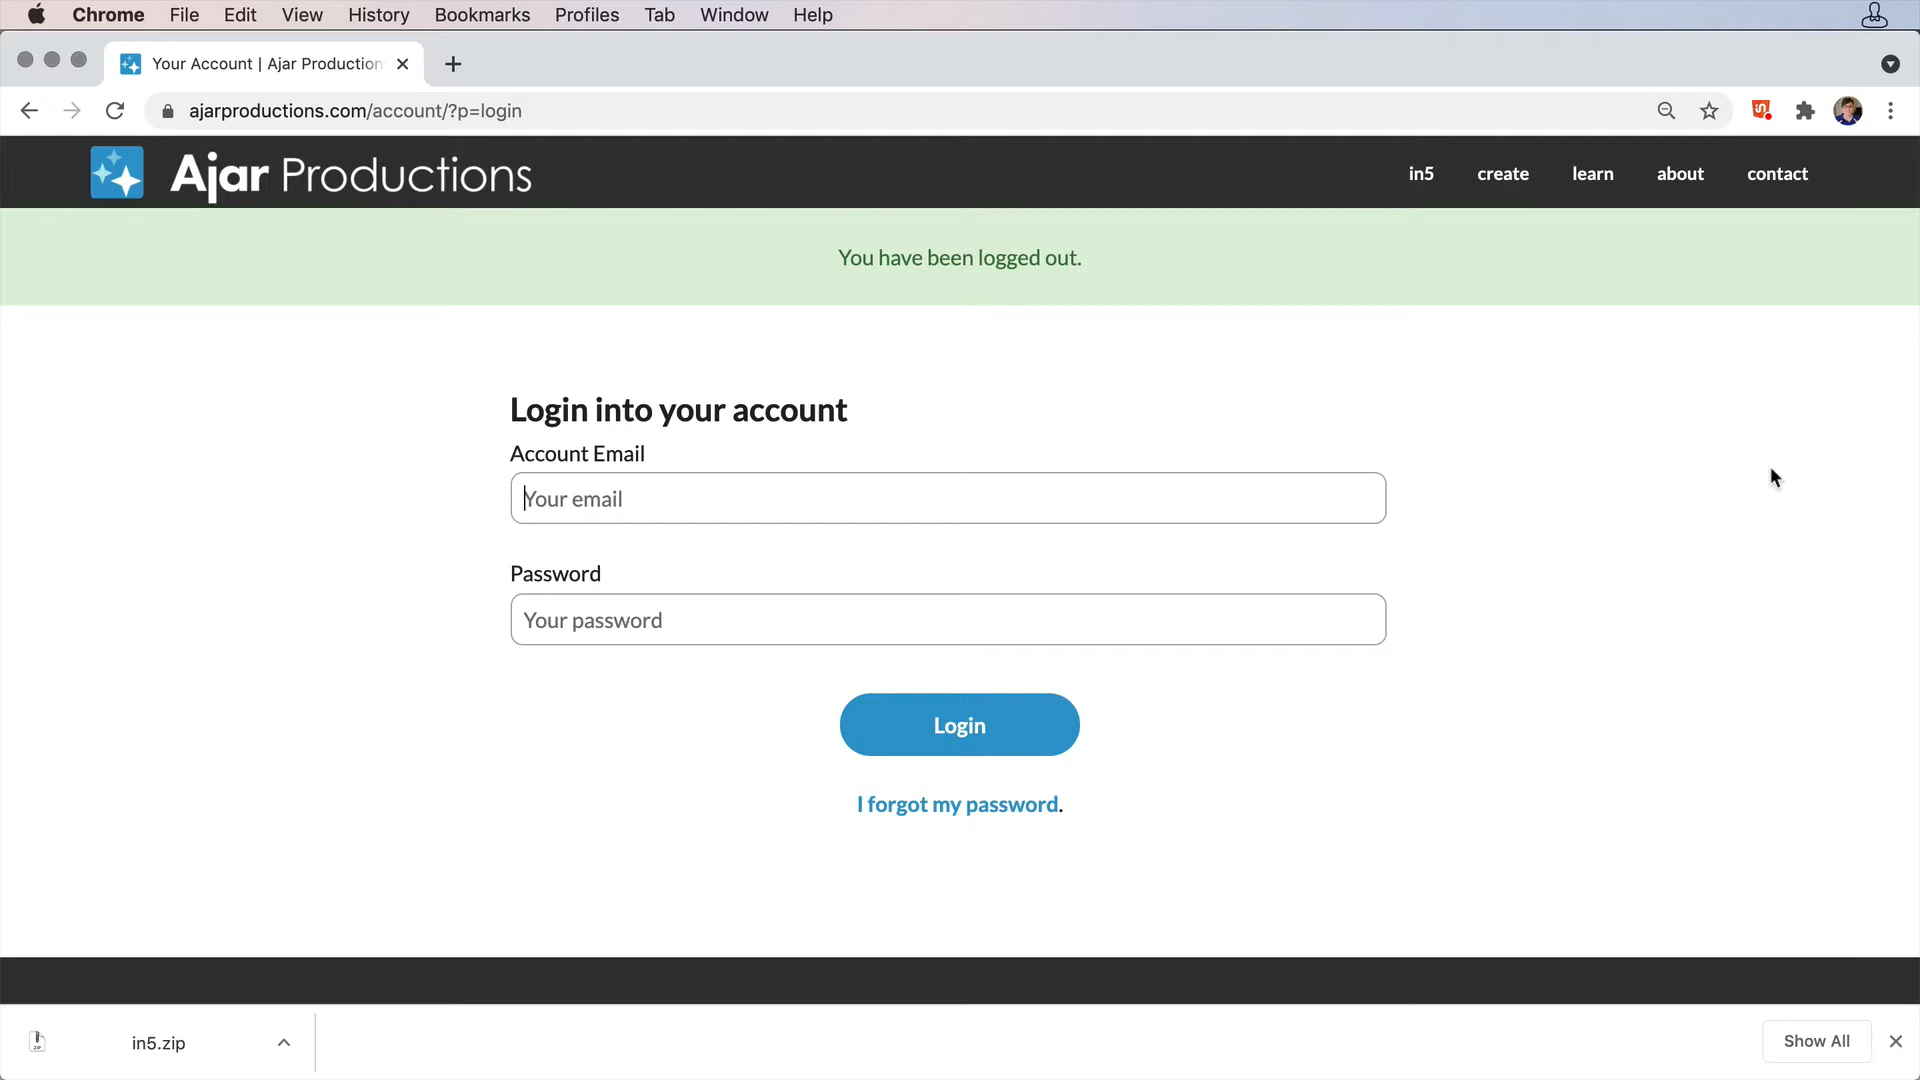 Chrome File Edit View History Bookmarks Profiles Tab Window Help
Your Account | Ajar Production
ajarproductions.com/account/?p=login
Ajar Productions
in5 create learn about contact
You have been logged out.
Login into your account
Account Email
Your email
Password
Your password
Login
I forgot my password.
in5.zip
Show All